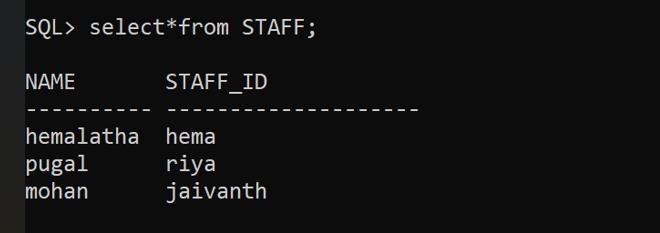 SQL> select*from STAFF;
NAME       STAFF_ID
---------- --------------------
hemalatha  hema
pugal      riya
mohan      jaivanth